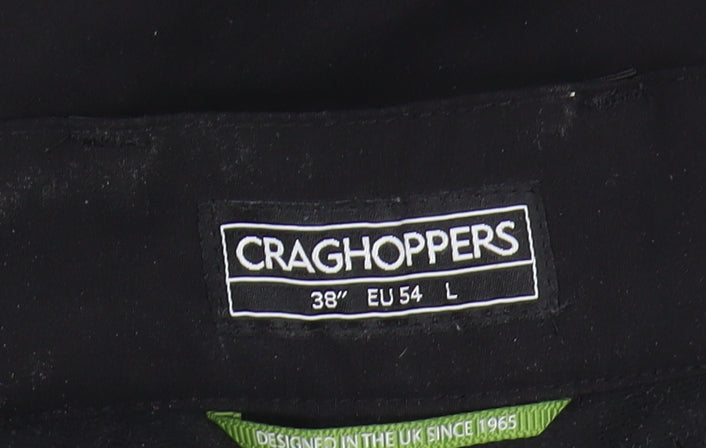 CRAGHOPPERS
38" EU 54 L
DESIGNED IN THE UK SINCE 1965